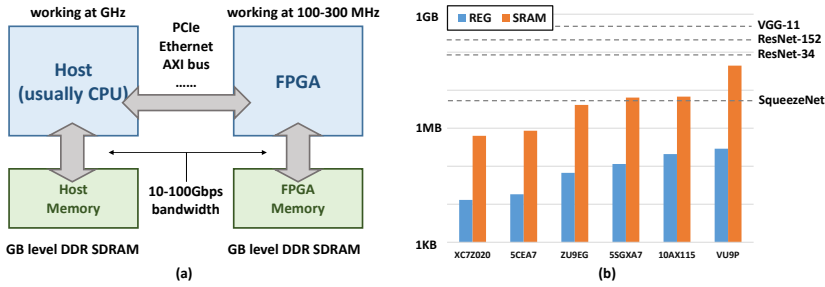 working at GHz
working at 100-300 MHz
PCIe
Ethernet
AXI bus
......
Host
(usually CPU)
FPGA
10-100Gbps
bandwidth
Host
Memory
FPGA
Memory
GB level DDR SDRAM
GB level DDR SDRAM
(a)
1GB
REG
SRAM
VGG-11
ResNet-152
ResNet-34
SqueezeNet
1MB
1KB
XC7Z020
5CEA7
ZU9EG
5SGXA7
10AX115
VU9P
(b)